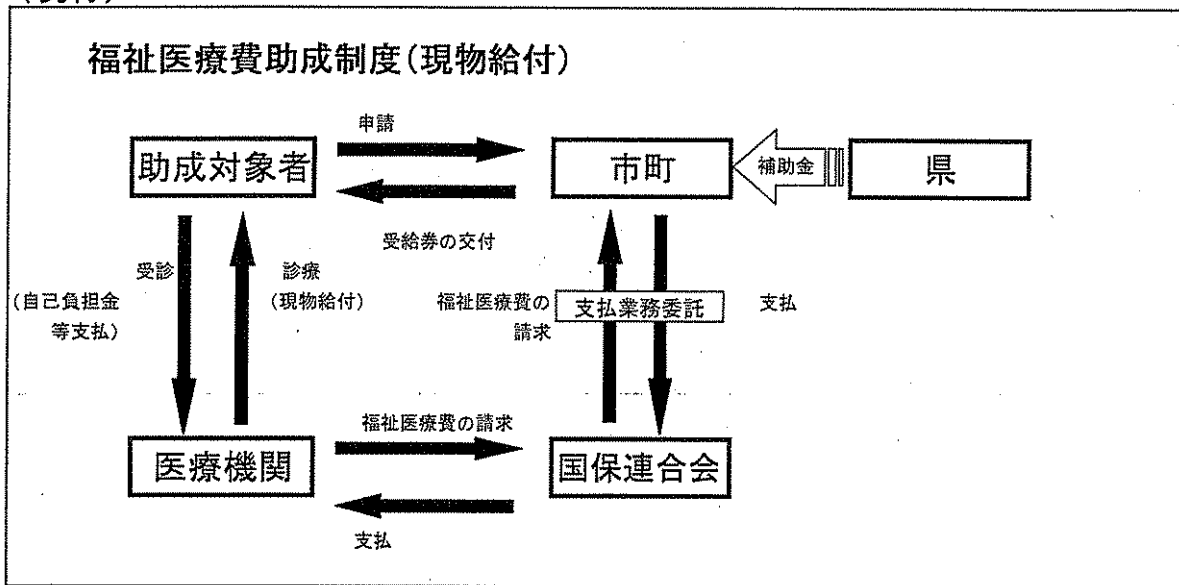 福祉医療費助成制度(現物給付)
申請
助成対象者
市町
補助金
県
受給券の交付
受診
(自己負担金
等支払)
診療
(現物給付)
福祉医療費の
請求
支払業務委託
支払
福祉医療費の請求
医療機関
国保連合会
支払